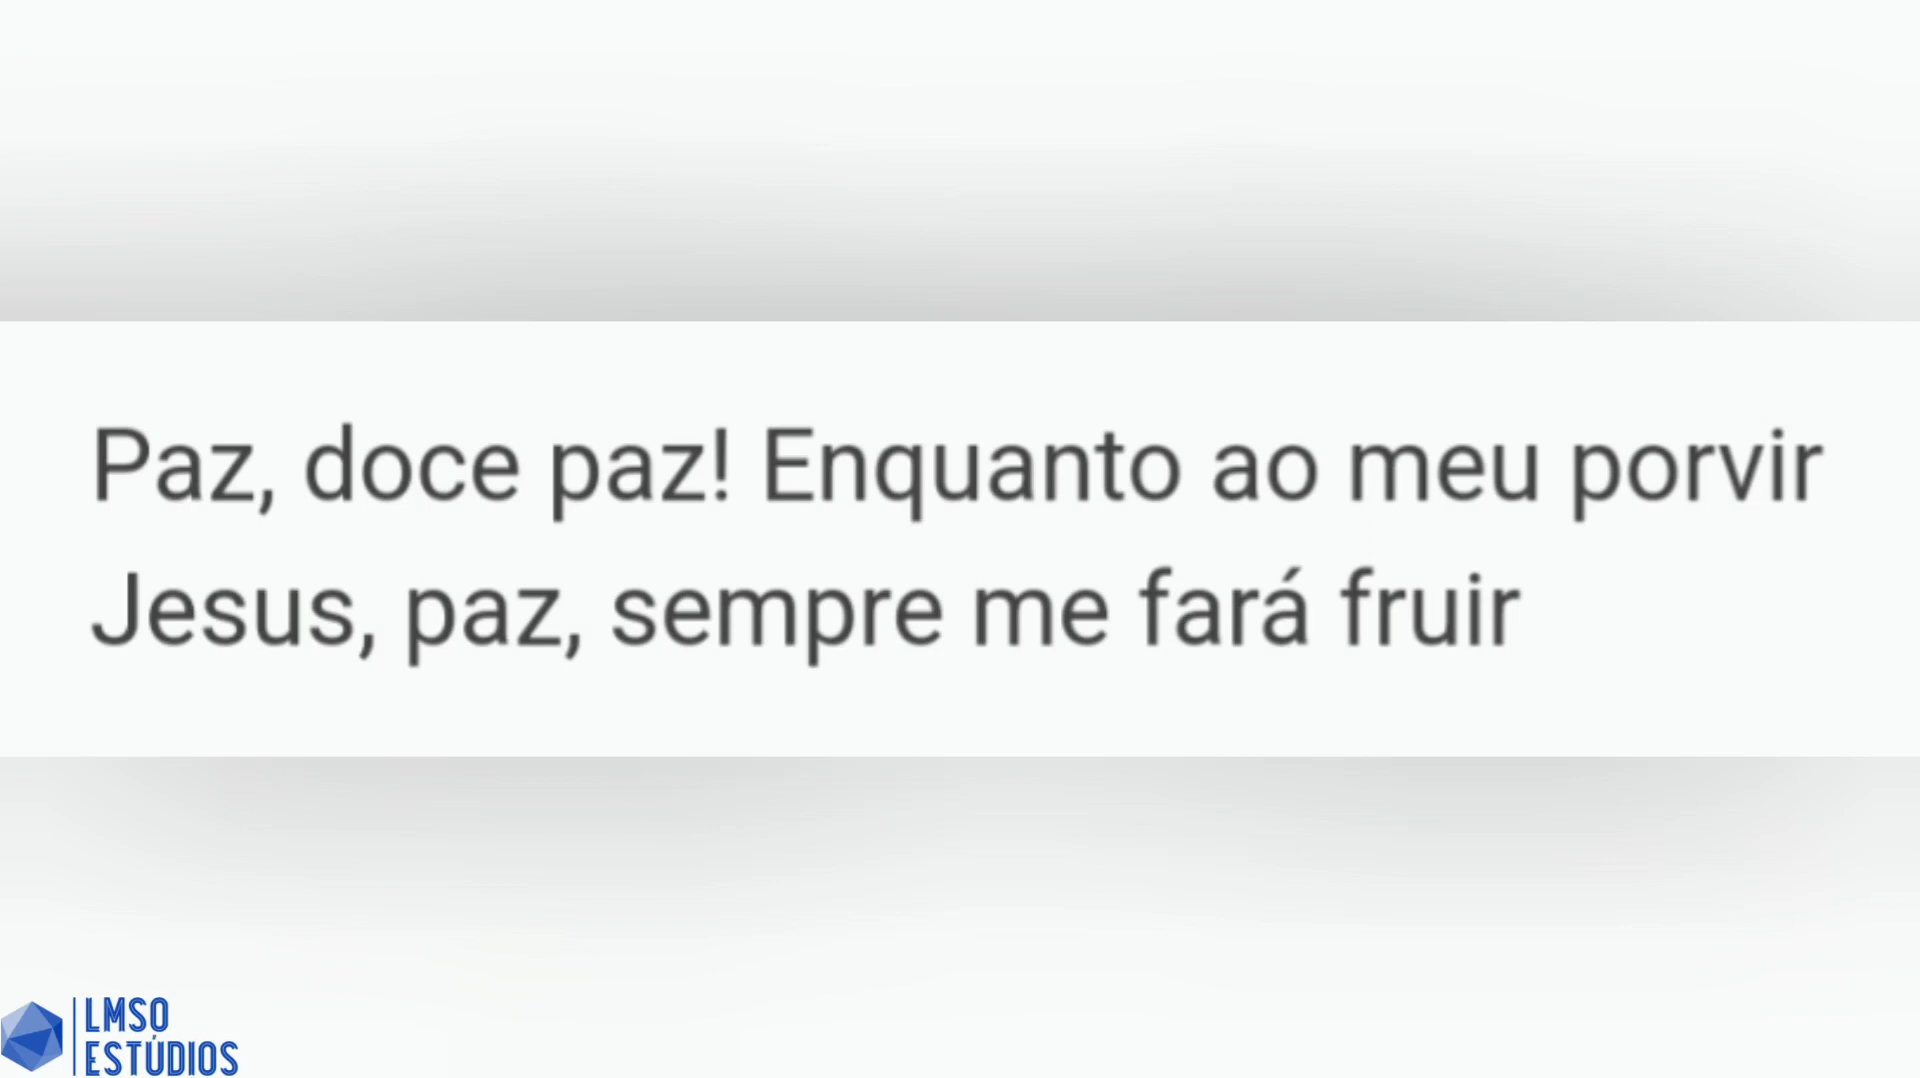 Paz, doce paz! Enquanto ao meu porvir
Jesus, paz, sempre me fará fruir
LMSO
ESTÚDIOS